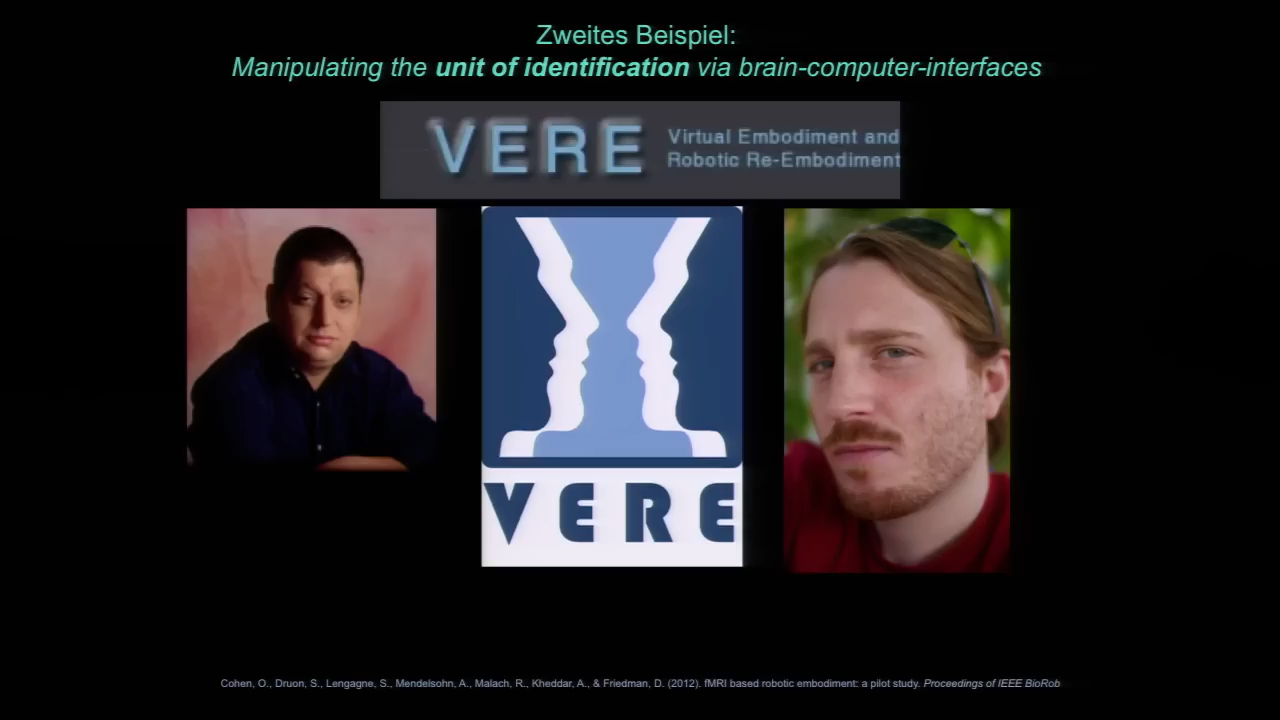 Zweites Beispiel:
Manipulating the unit of identification via brain-computer-interfaces
VERE Virtual Embodiment and
Robotic Re-Embodiment
VERE
Cohen, O., Druon, S., Lengagne, S., Mendelsohn, A., Malach, R., Kheddar, A., & Friedman, D. (2012). fMRI based robotic embodiment: a pilot study. Proceedings of IEEE BioRob